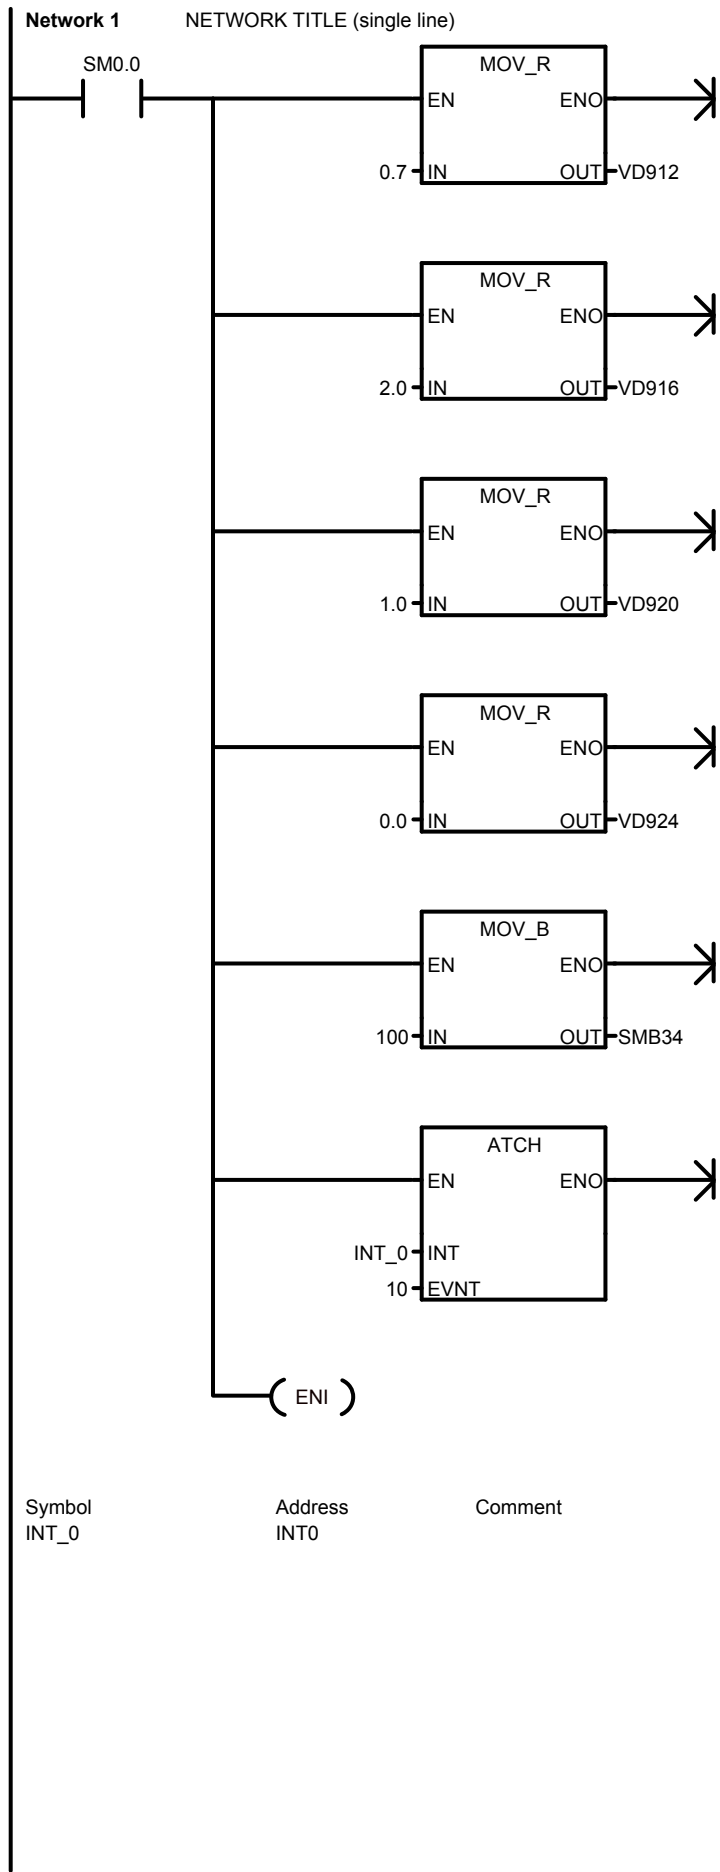 Network 1 NETWORK TITLE (single line)
SM0.0
MOV_R
EN ENO
0.7 IN OUT VD912
MOV_R
EN ENO
2.0 IN OUT VD916
MOV_R
EN ENO
1.0 IN OUT VD920
MOV_R
EN ENO
0.0 IN OUT VD924
MOV_B
EN ENO
100 IN OUT SMB34
ATCH
EN ENO
INT_0 INT
10 EVNT
ENI
Symbol Address Comment
INT_0 INT0